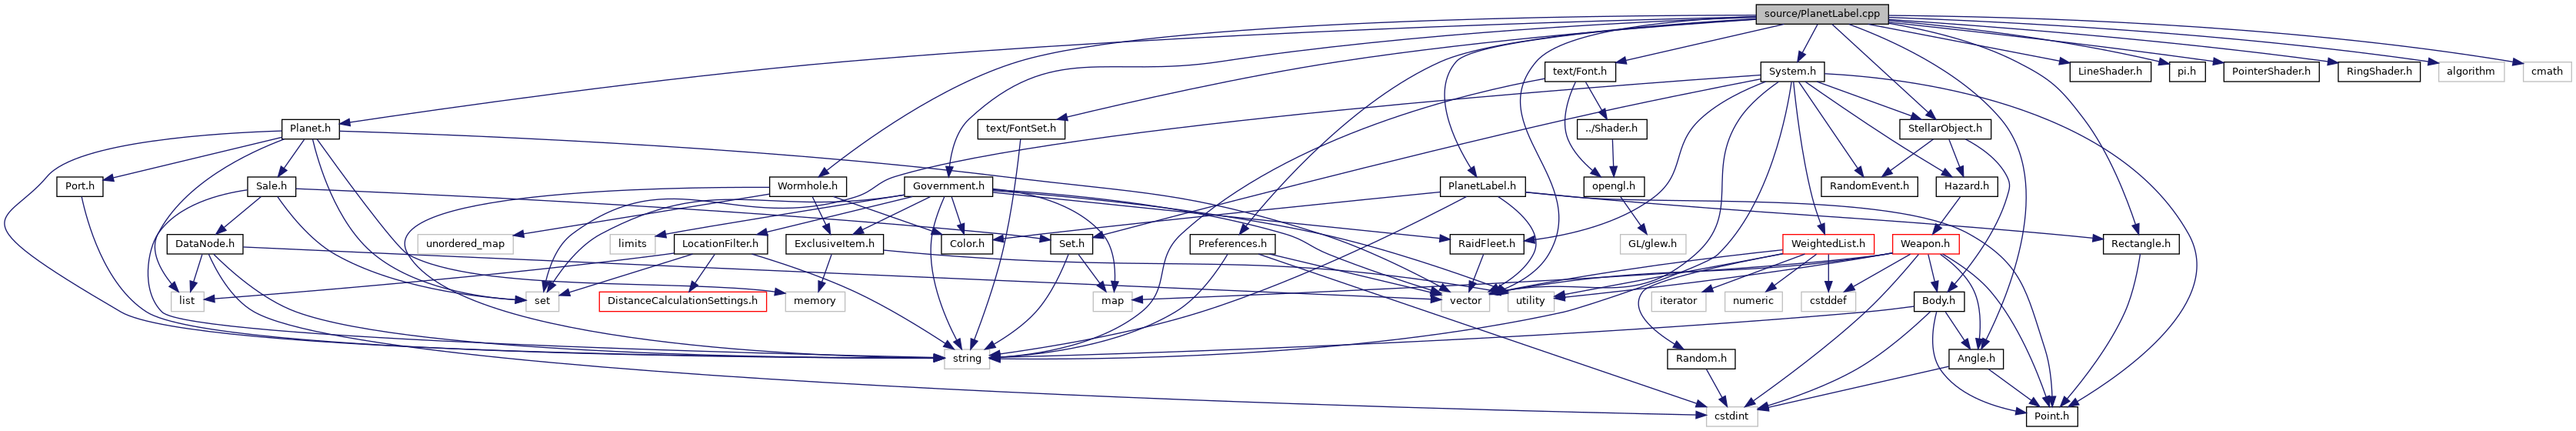 source/PlanetLabel.cpp
text/Font.h
System.h
LineShader.h
pi.h
PointerShader.h
RingShader.h
algorithm
cmath
Planet.h
text/FontSet.h
../Shader.h
StellarObject.h
Port.h
Sale.h
Wormhole.h
Government.h
PlanetLabel.h
opengl.h
RandomEvent.h
Hazard.h
DataNode.h
unordered_map
limits
LocationFilter.h
ExclusiveItem.h
Color.h
Set.h
Preferences.h
RaidFleet.h
GL/glew.h
WeightedList.h
Weapon.h
Rectangle.h
list
set
DistanceCalculationSettings.h
memory
map
vector
utility
iterator
numeric
cstddef
Body.h
string
Random.h
Angle.h
cstdint
Point.h